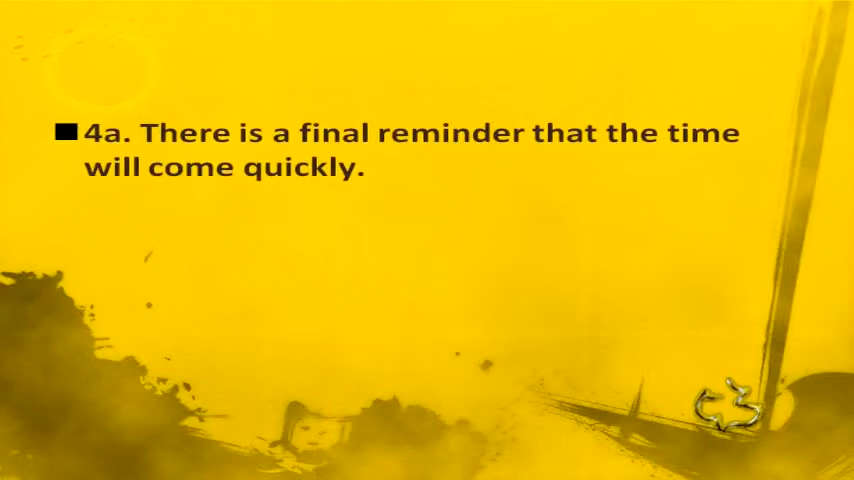 4a. There is a final reminder that the time
will come quickly.